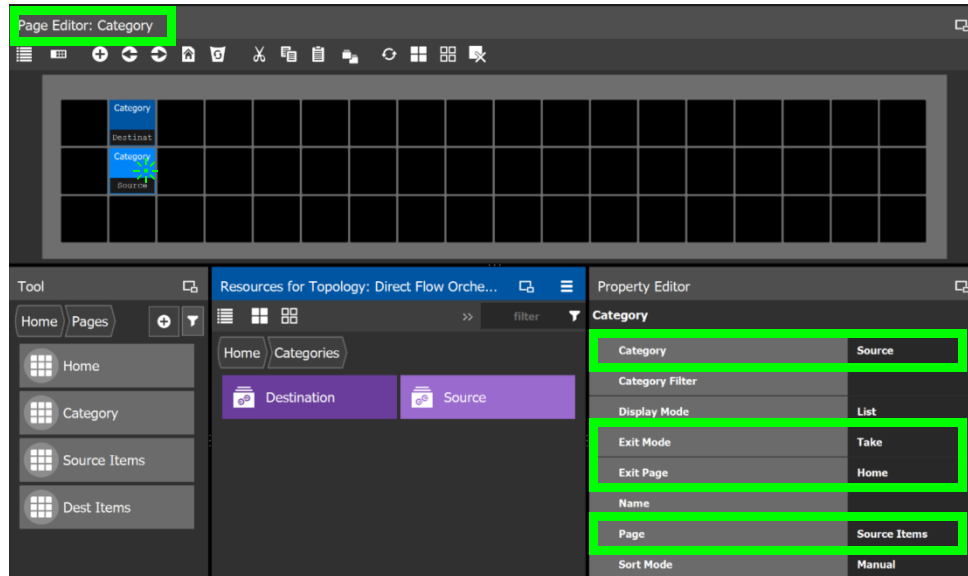 Page Editor: Category
Category
Destinat
Category
Source
Tool
Home Pages
Home
Category
Source Items
Dest Items
Resources for Topology: Direct Flow Orche...
>> filter
Home Categories
Destination Source
Property Editor
Category
Category Source
Category Filter
Display Mode List
Exit Mode Take
Exit Page Home
Name
Page Source Items
Sort Mode Manual